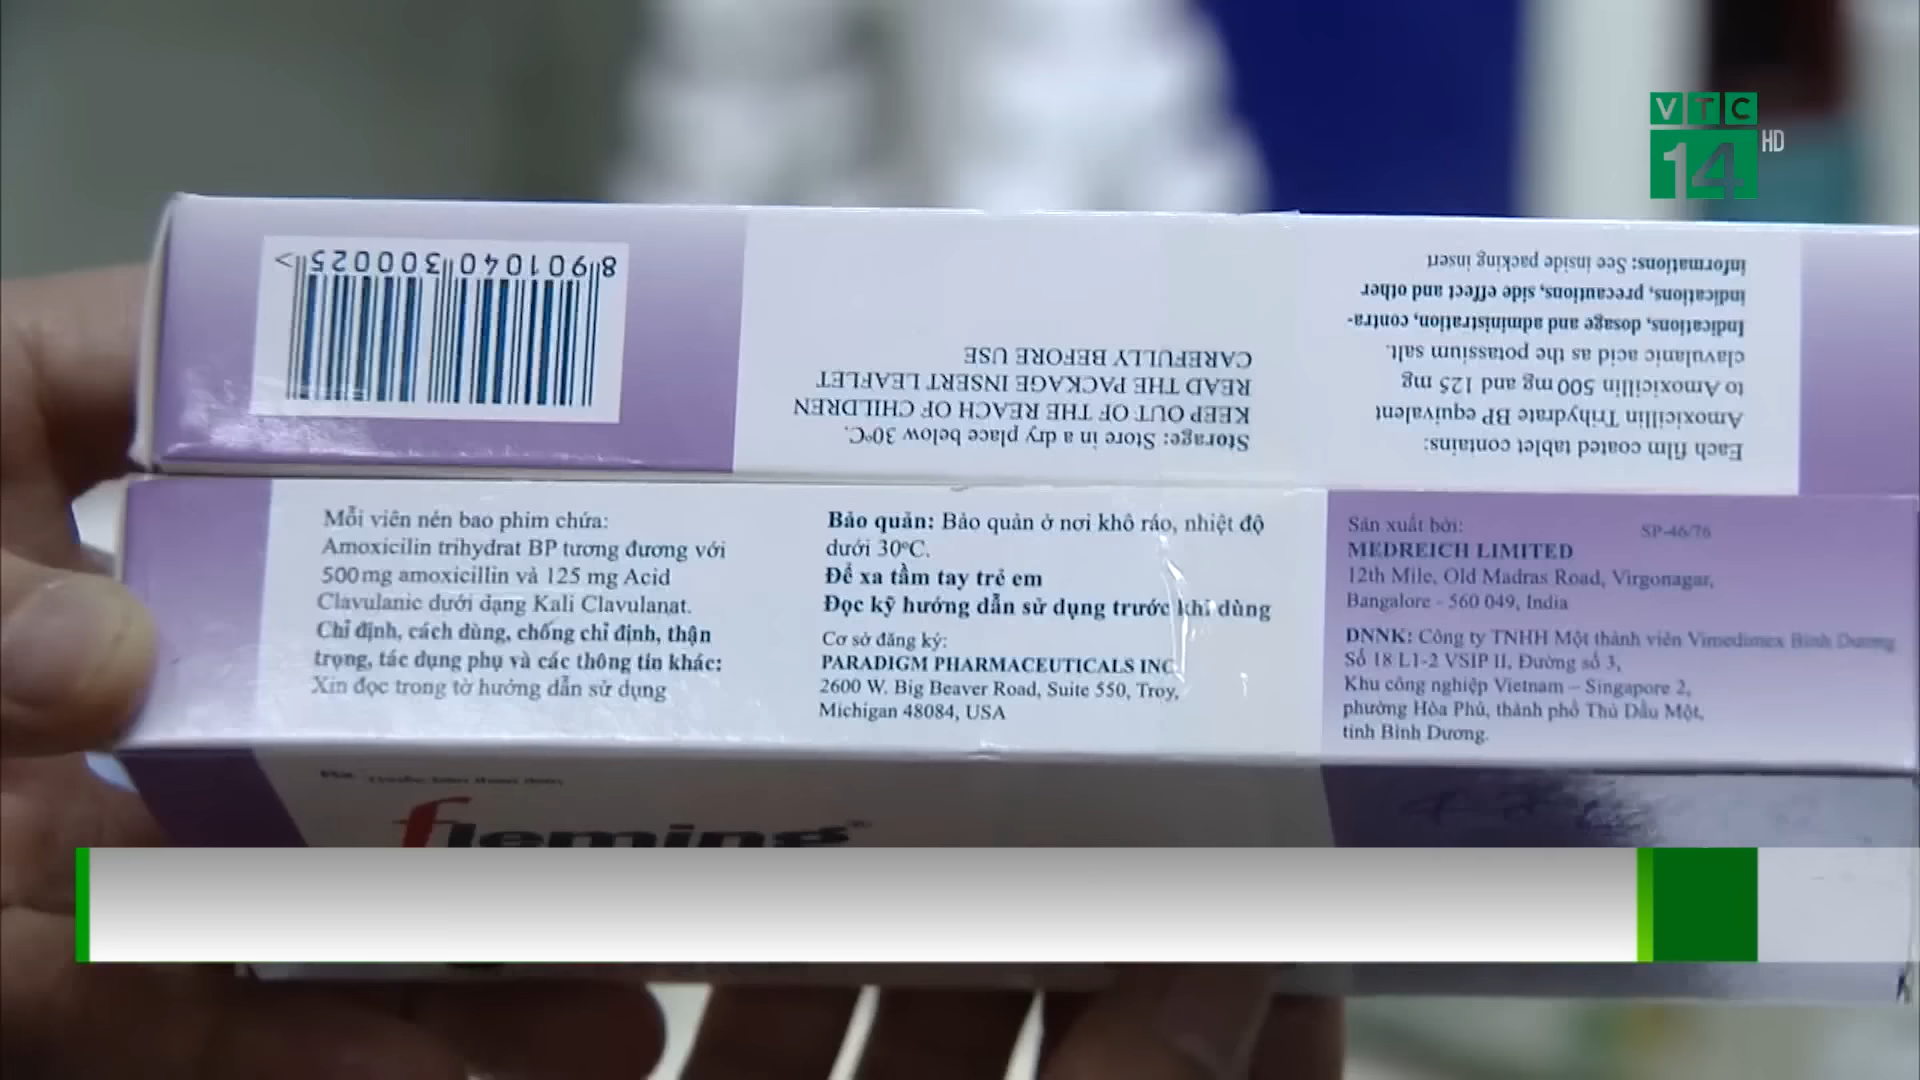 VTC
14 HD
8 901040 300025 >
Storage: Store in a dry place below 30°C.
KEEP OUT OF THE REACH OF CHILDREN
READ THE PACKAGE INSERT LEAFLET
CAREFULLY BEFORE USE
Each film coated tablet contains:
Amoxicillin Trihydrate BP equivalent
to Amoxicillin 500 mg and 125 mg
clavulanic acid as the potassium salt.
Indications, dosage and administration, contra-
indications, precautions, side effect and other
informations: See inside packing insert
Mỗi viên nén bao phim chứa:
Amoxicilin trihydrat BP tương đương với
500mg amoxicillin và 125 mg Acid
Clavulanic dưới dạng Kali Clavulanat.
Chỉ định, cách dùng, chống chỉ định, thận
trọng, tác dụng phụ và các thông tin khác:
Xin đọc trong tờ hướng dẫn sử dụng
Bảo quản: Bảo quản ở nơi khô ráo, nhiệt độ
dưới 30°C.
Để xa tầm tay trẻ em
Đọc kỹ hướng dẫn sử dụng trước khi dùng
Cơ sở đăng ký:
PARADIGM PHARMACEUTICALS INC
2600 W. Big Beaver Road, Suite 550, Troy,
Michigan 48084, USA
Sản xuất bởi: SP-46/76
MEDREICH LIMITED
12th Mile, Old Madras Road, Virgonagar,
Bangalore - 560 049, India
DNNK: Công ty TNHH Một thành viên Vimedimex Bình Dương
Số 18 L1-2 VSIP II, Đường số 3,
Khu công nghiệp Vietnam – Singapore 2,
phường Hòa Phú, thành phố Thủ Dầu Một,
tỉnh Bình Dương.
fleming